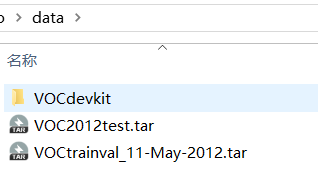 data
名称
VOCdevkit
VOC2012test.tar
VOCtrainval_11-May-2012.tar